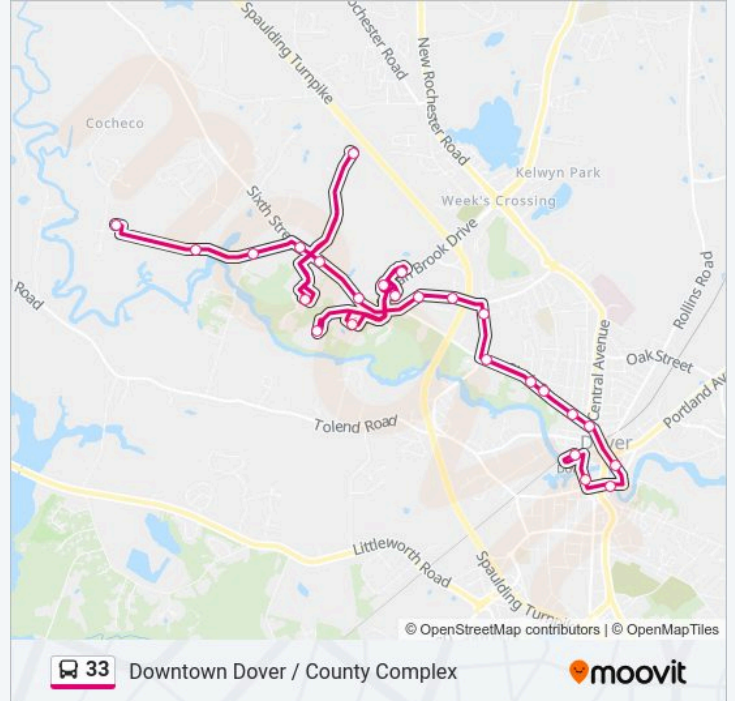 Spaulding Turnpike
Rochester Road
New Rochester Road
Cocheco
Kelwyn Park
Week's Crossing
Sixth Stre
Brook Drive
Road
Rollins Road
Central Avenue
Oak Street
Portland Av
Tolend Road
Dover
Littleworth Road
Spaulding Turn
© OpenStreetMap contributors | © OpenMapTiles
33 Downtown Dover / County Complex
moovit